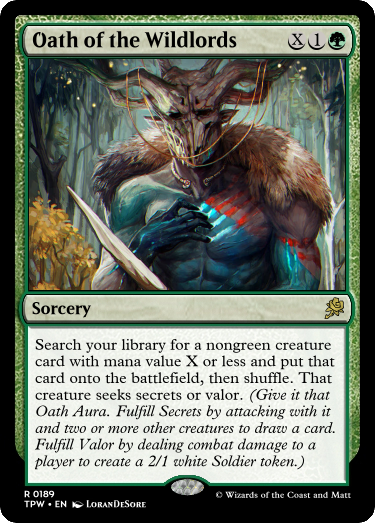 Oath of the Wildlords X 1
Sorcery
Search your library for a nongreen creature
card with mana value X or less and put that
card onto the battlefield, then shuffle. That
creature seeks secrets or valor. (Give it that
Oath Aura. Fulfill Secrets by attacking with it
and two or more other creatures to draw a card.
Fulfill Valor by dealing combat damage to a
player to create a 2/1 white Soldier token.)
R 0189
TPW • EN LORANDESORE
© Wizards of the Coast and Matt